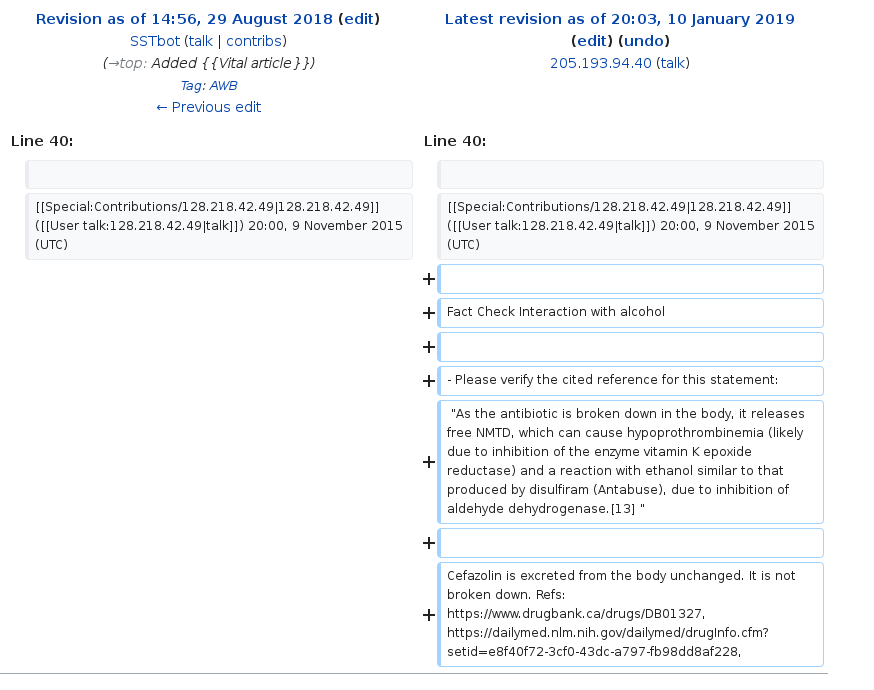 Revision as of 14:56, 29 August 2018 (edit)
SSTbot (talk | contribs)
(→top: Added {{Vital article}})
Tag: AWB
← Previous edit
Latest revision as of 20:03, 10 January 2019
(edit) (undo)
205.193.94.40 (talk)
Line 40:
Line 40:
[[Special:Contributions/128.218.42.49|128.218.42.49]]
([[User talk:128.218.42.49|talk]]) 20:00, 9 November 2015
(UTC)
[[Special:Contributions/128.218.42.49|128.218.42.49]]
([[User talk:128.218.42.49|talk]]) 20:00, 9 November 2015
(UTC)
+
+ Fact Check Interaction with alcohol
+
+ - Please verify the cited reference for this statement:
"As the antibiotic is broken down in the body, it releases
free NMTD, which can cause hypoprothrombinemia (likely
due to inhibition of the enzyme vitamin K epoxide
+ reductase) and a reaction with ethanol similar to that
produced by disulfiram (Antabuse), due to inhibition of
aldehyde dehydrogenase.[13] "
+
Cefazolin is excreted from the body unchanged. It is not
broken down. Refs:
+ https://www.drugbank.ca/drugs/DB01327,
https://dailymed.nlm.nih.gov/dailymed/drugInfo.cfm?
setid=e8f40f72-3cf0-43dc-a797-fb98dd8af228,